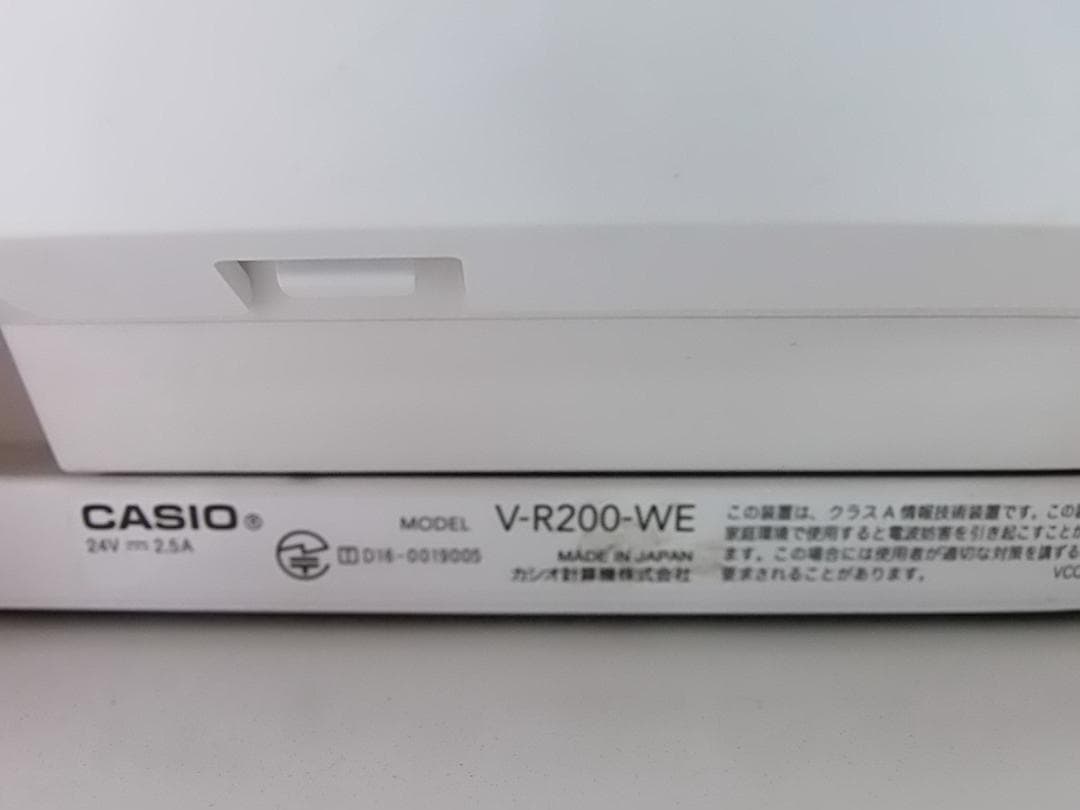 CASIO®
24V ⎓ 2.5A
T D16-0019005
MODEL V-R200-WE
MADE IN JAPAN
カシオ計算機株式会社
この装置は、クラスA情報技術装置です。この
家庭環境で使用すると電波妨害を引き起こすことが
ます。この場合には使用者が適切な対策を講ずる
要求されることがあります。
VCC